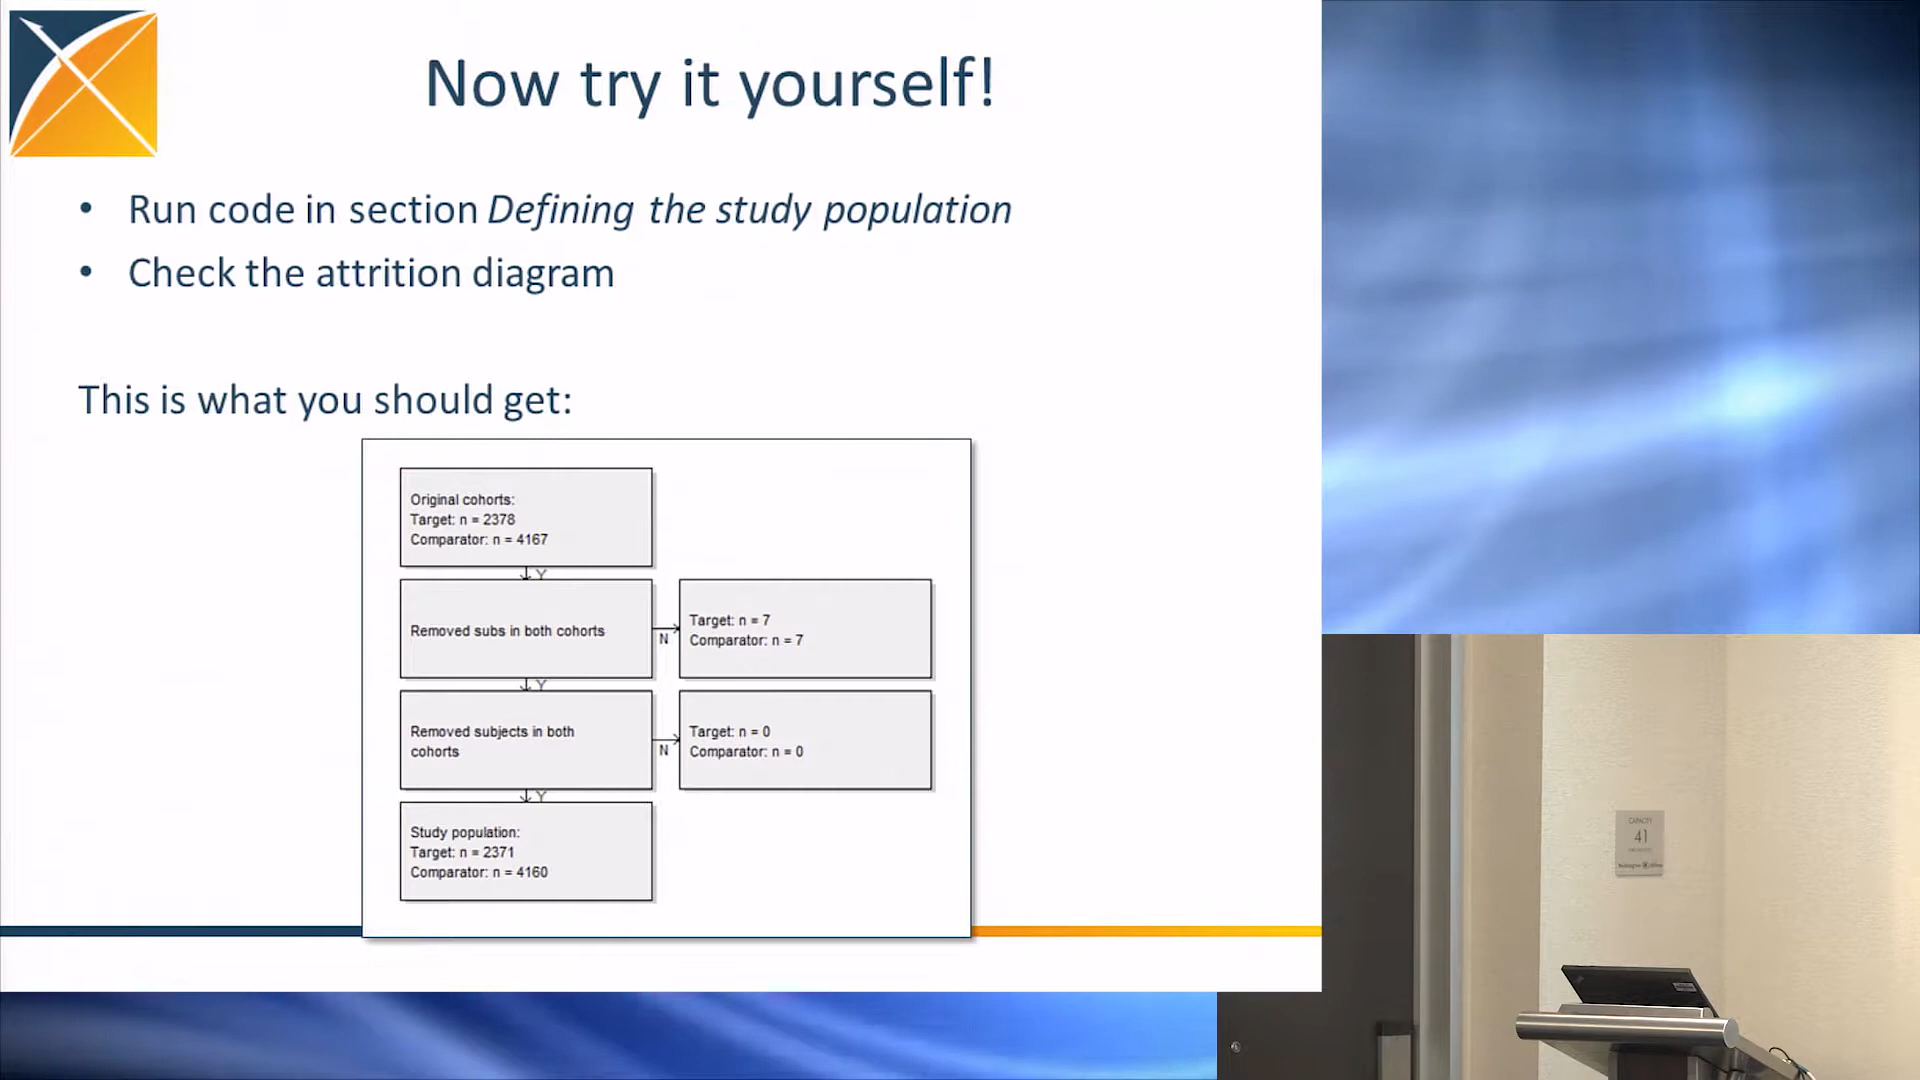 Now try it yourself!
• Run code in section Defining the study population
• Check the attrition diagram
This is what you should get:
Original cohorts:
Target: n = 2378
Comparator: n = 4167
Y
Removed subs in both cohorts
N
Target: n = 7
Comparator: n = 7
Y
Removed subjects in both
cohorts
N
Target: n = 0
Comparator: n = 0
Y
Study population:
Target: n = 2371
Comparator: n = 4160
CAPACITY
41